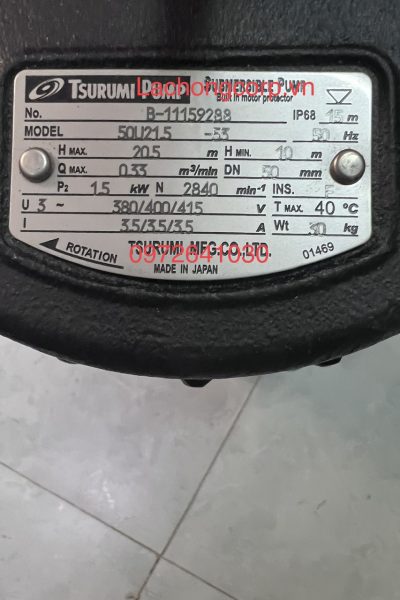 TSURUMI PUMP SUBMERSIBLE PUMP
Built in motor protector
No. B-11159288 IP68 15 m
MODEL 50U21.5 -53 50 Hz
H MAX. 20.5 m H MIN. 10 m
Q MAX. 0.33 m³/min DN 50 mm
P2 1.5 kW N 2840 min-1 INS. E
U 3 ~ 380/400/415 V T MAX. 40 °C
I 3.5/3.5/3.5 A Wt 30 kg
ROTATION TSURUMI MFG.CO.,LTD. 01469
MADE IN JAPAN